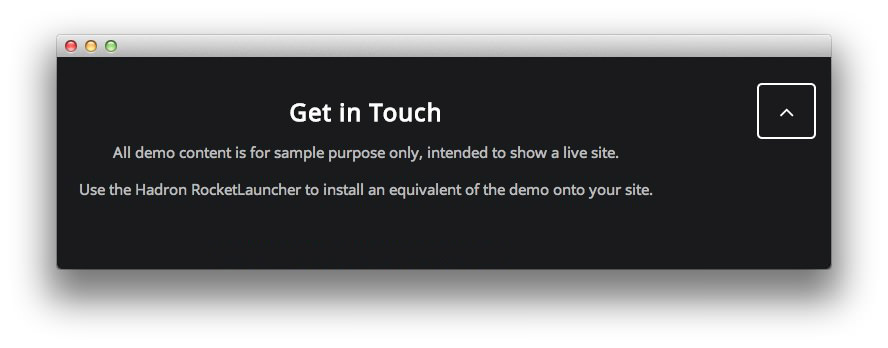 Get in Touch
All demo content is for sample purpose only, intended to show a live site.
Use the Hadron RocketLauncher to install an equivalent of the demo onto your site.